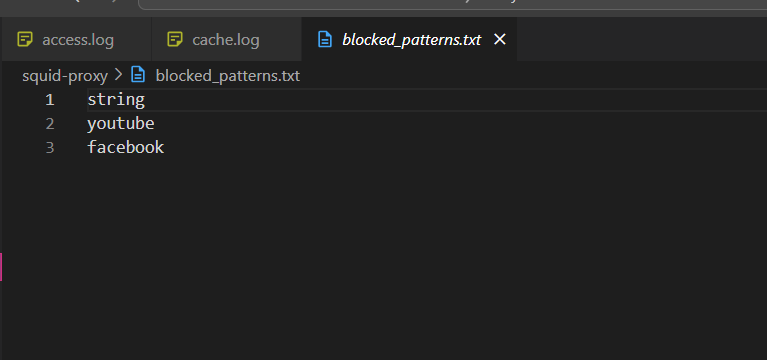 access.log cache.log blocked_patterns.txt
squid-proxy > blocked_patterns.txt
1 string
2 youtube
3 facebook